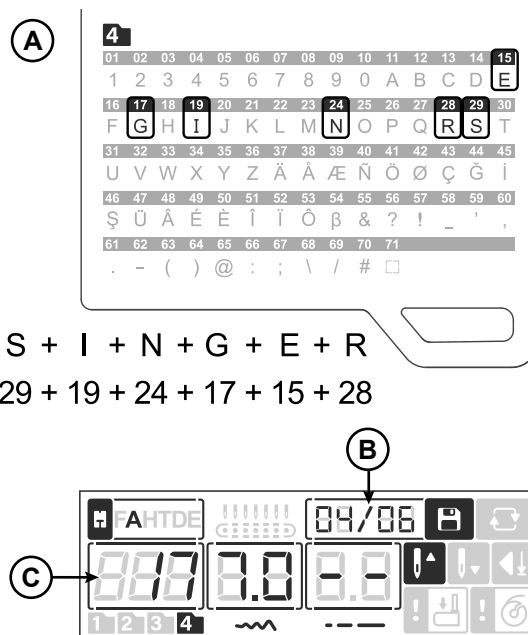 A
4
01 02 03 04 05 06 07 08 09 10 11 12 13 14 15
1 2 3 4 5 6 7 8 9 0 A B C D E
16 17 18 19 20 21 22 23 24 25 26 27 28 29 30
F G H I J K L M N O P Q R S T
31 32 33 34 35 36 37 38 39 40 41 42 43 44 45
U V W X Y Z Ä Å Æ Ñ Ö Ø Ç Ğ İ
46 47 48 49 50 51 52 53 54 55 56 57 58 59 60
Ş Ü Â É È Î Ï Ô β & ? ! _ ' ,
61 62 63 64 65 66 67 68 69 70 71
. - ( ) @ : ; \ / #
S + I + N + G + E + R
29 + 19 + 24 + 17 + 15 + 28
B
FAHTDE 04/06
C 17 7.0 - -
1 2 3 4 ! !